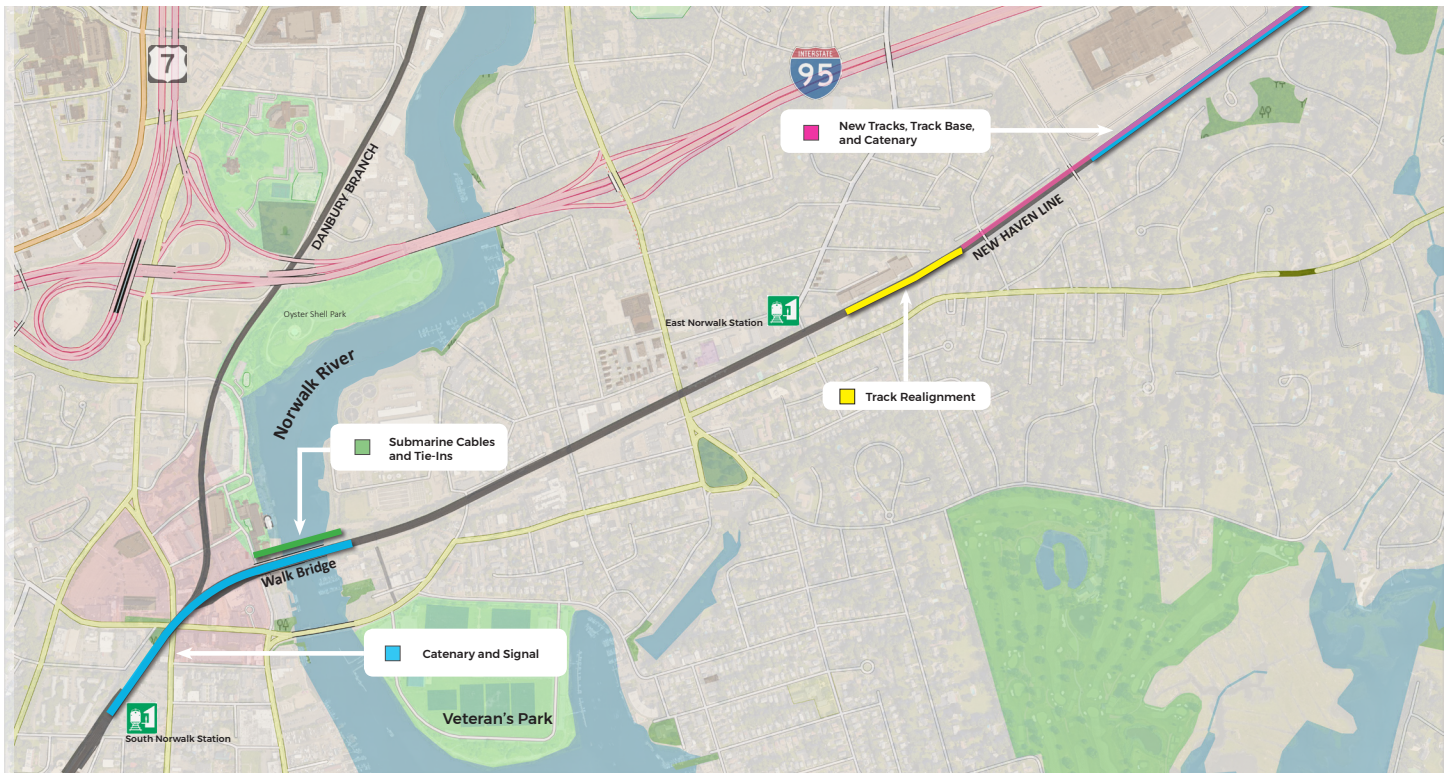 7
INTERSTATE
95
New Tracks, Track Base,
and Catenary
DANBURY BRANCH
NEW HAVEN LINE
Oyster Shell Park
East Norwalk Station
Norwalk River
Track Realignment
Submarine Cables
and Tie-Ins
Walk Bridge
Catenary and Signal
Veteran's Park
South Norwalk Station